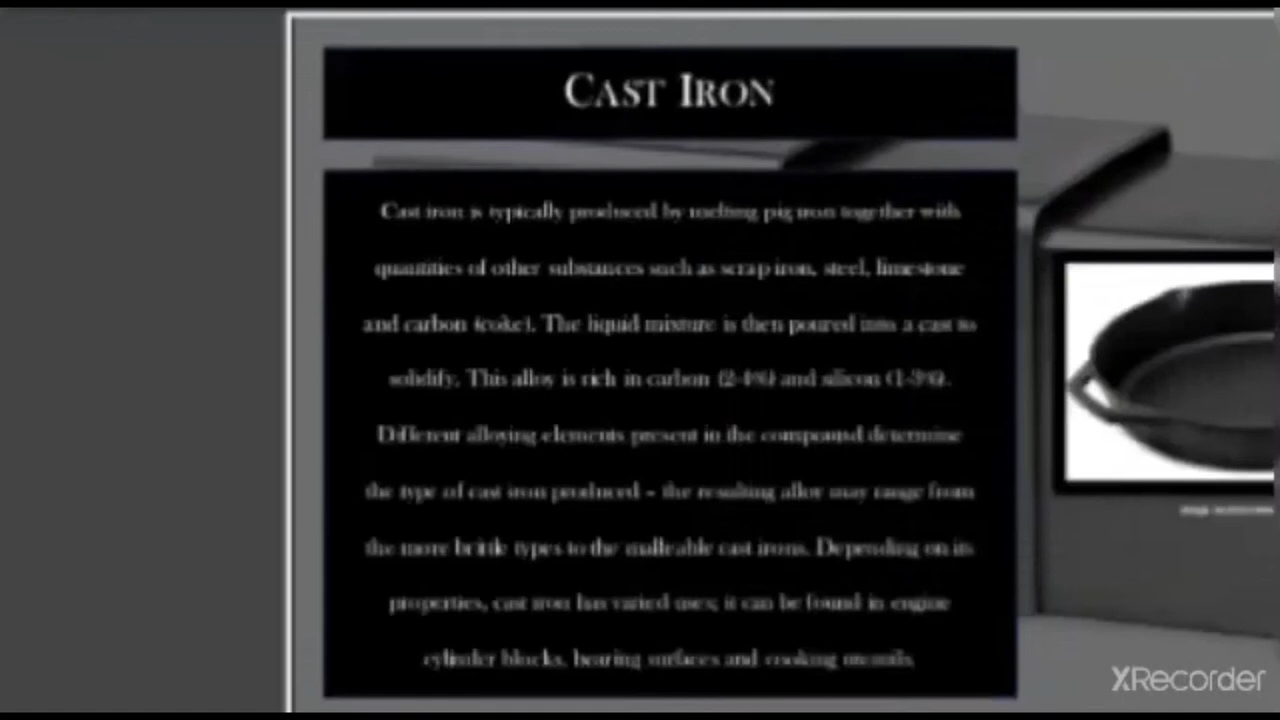 CAST IRON
Cast iron is typically produced by melting pig iron together with
quantities of other substances such as scrap iron, steel, limestone
and carbon (coke). The liquid mixture is then poured into a cast to
solidify. This alloy is rich in carbon (2-4%) and silicon (1-3%).
Different alloying elements present in the compound determine
the type of cast iron produced – the resulting alloy may range from
the more brittle types to the malleable cast irons. Depending on its
properties, cast iron has varied uses; it can be found in engine
cylinder blocks, bearing surfaces and cooking utensils.
XRecorder